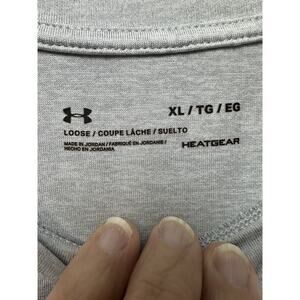 XL / TG / EG
LOOSE / COUPE LÂCHE / SUELTO
MADE IN JORDAN / FABRIQUÉ EN JORDANIE /
HECHO EN JORDANIA
HEATGEAR